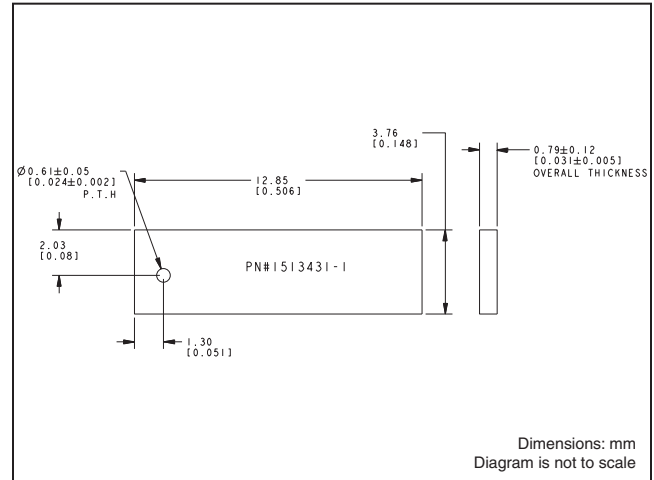 3.76
[0.148]
0.79±0.12
[0.031±0.005]
OVERALL THICKNESS
Ø0.61±0.05
[0.024±0.002]
P.T.H
12.85
[0.506]
2.03
[0.08]
PN#1513431-1
1.30
[0.051]
Dimensions: mm
Diagram is not to scale